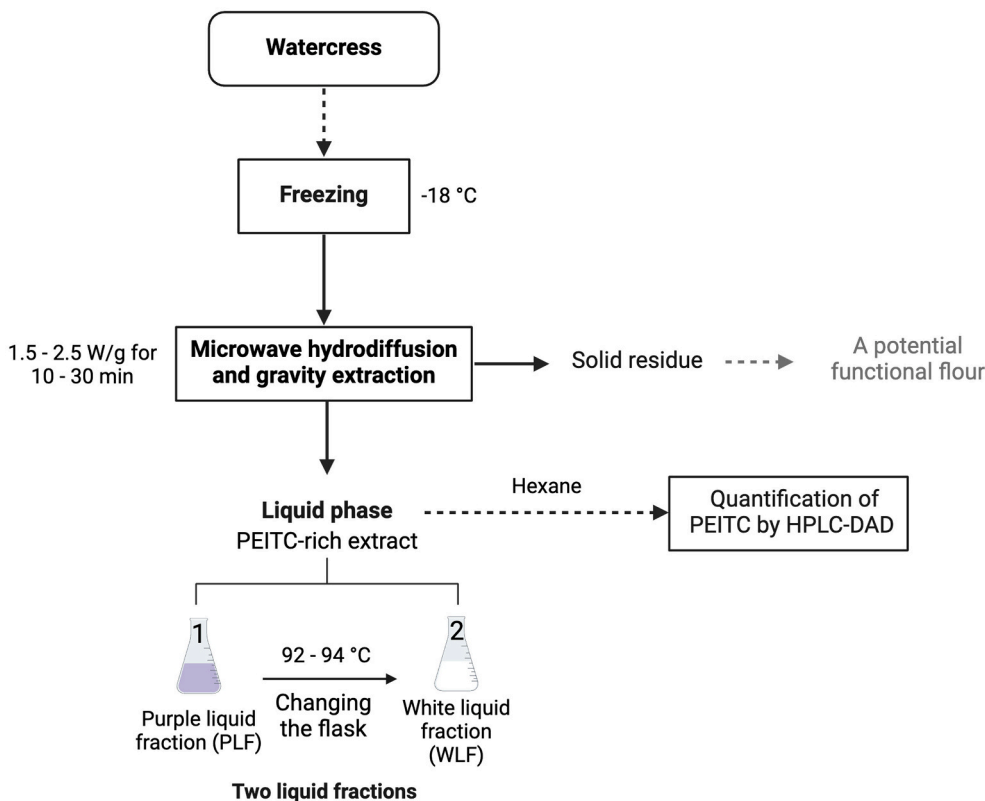 Watercress
Freezing
-18 °C
1.5 - 2.5 W/g for
10 - 30 min
Microwave hydrodiffusion
and gravity extraction
Solid residue
A potential
functional flour
Liquid phase
PEITC-rich extract
Hexane
Quantification of
PEITC by HPLC-DAD
1
92 - 94 °C
Changing
the flask
2
Purple liquid
fraction (PLF)
White liquid
fraction
(WLF)
Two liquid fractions